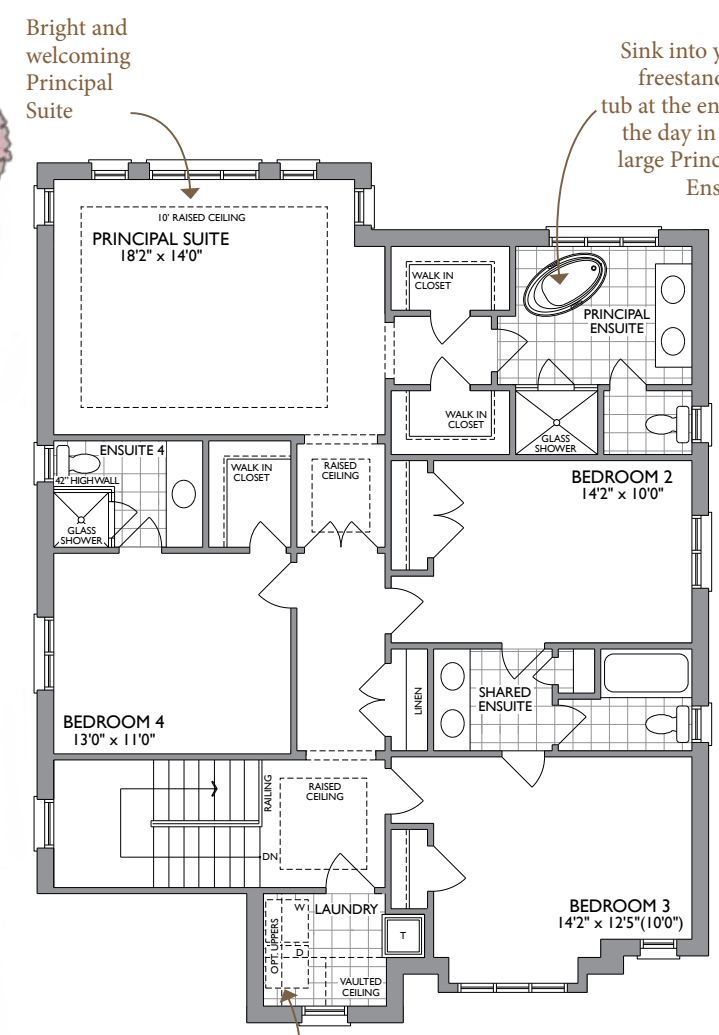 Bright and
welcoming
Principal
Suite
Sink into
freestand
tub at the en
the day in
large Princ
Ens
10' RAISED CEILING
PRINCIPAL SUITE
18'2" x 14'0"
WALK IN
CLOSET
PRINCIPAL
ENSUITE
WALK IN
CLOSET
GLASS
SHOWER
ENSUITE 4
42" HIGH WALL
GLASS
SHOWER
WALK IN
CLOSET
RAISED
CEILING
BEDROOM 2
14'2" x 10'0"
BEDROOM 4
13'0" x 11'0"
LINEN
SHARED
ENSUITE
RAILING
RAISED
CEILING
DN
BEDROOM 3
14'2" x 12'5"(10'0")
W
LAUNDRY
OPT. UPPERS
D
T
VAULTED
CEILING